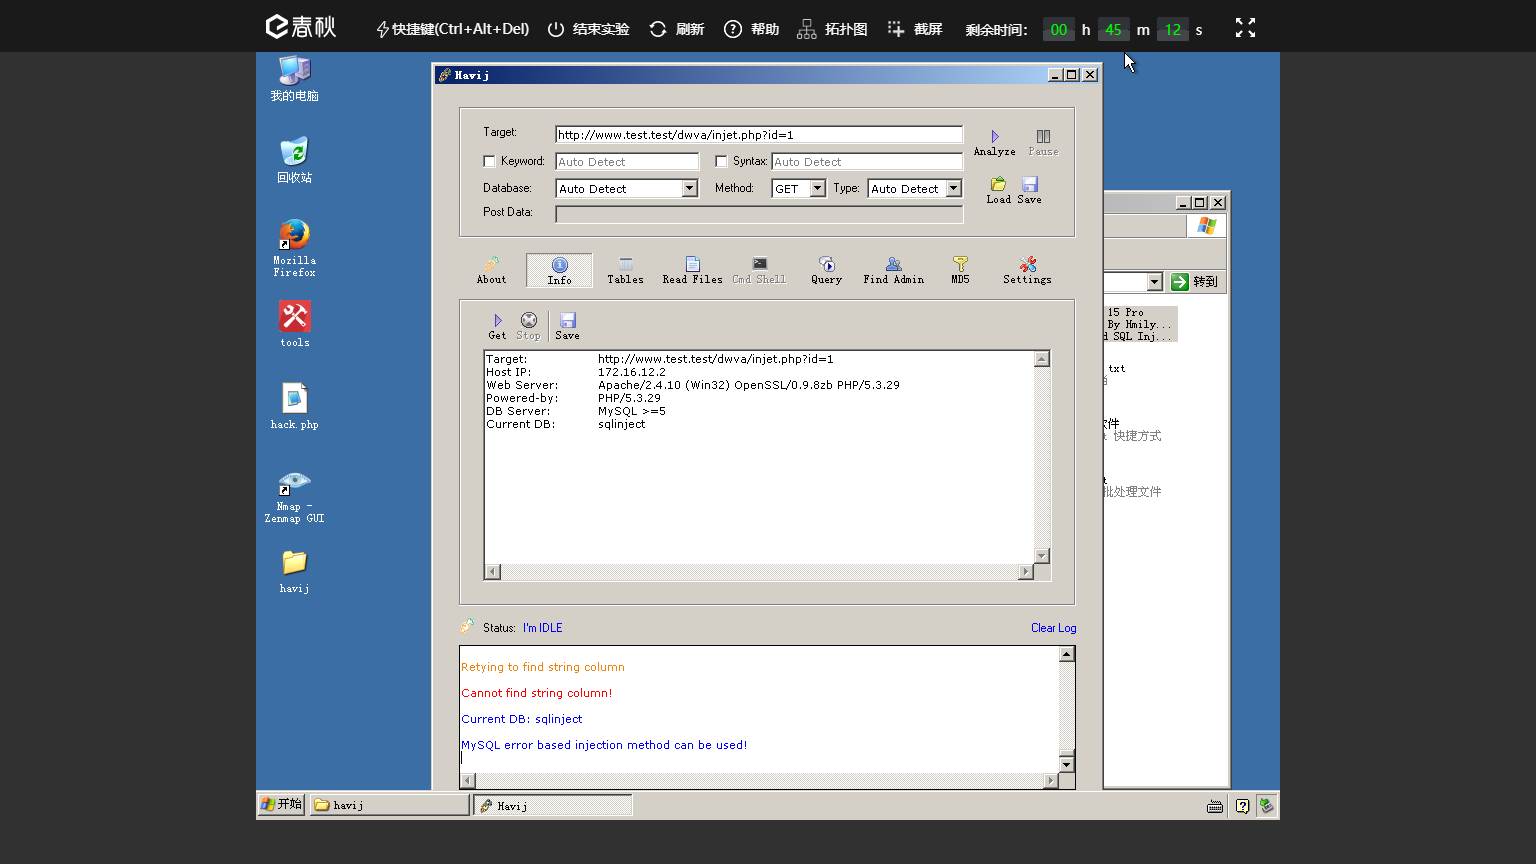 春秋 快捷键(Ctrl+Alt+Del) 结束实验 刷新 帮助 拓扑图 截屏 剩余时间: 00 h 45 m 12 s
我的电脑
回收站
Mozilla
Firefox
tools
hack.php
Nmap -
Zenmap GUI
havij
Havij
Target: http://www.test.test/dwva/injet.php?id=1
Analyze Pause
Keyword: Auto Detect Syntax: Auto Detect
Database: Auto Detect Method: GET Type: Auto Detect
Load Save
Post Data:
About Info Tables Read Files Cmd Shell Query Find Admin MD5 Settings
Get Stop Save
Target: http://www.test.test/dwva/injet.php?id=1
Host IP: 172.16.12.2
Web Server: Apache/2.4.10 (Win32) OpenSSL/0.9.8zb PHP/5.3.29
Powered-by: PHP/5.3.29
DB Server: MySQL >=5
Current DB: sqlinject
Status: I'm IDLE Clear Log
Retying to find string column
Cannot find string column!
Current DB: sqlinject
MySQL error based injection method can be used!
转到
15 Pro
By Hmily...
d SQL Inj...
txt
件
快捷方式
批处理文件
开始 havij Havij